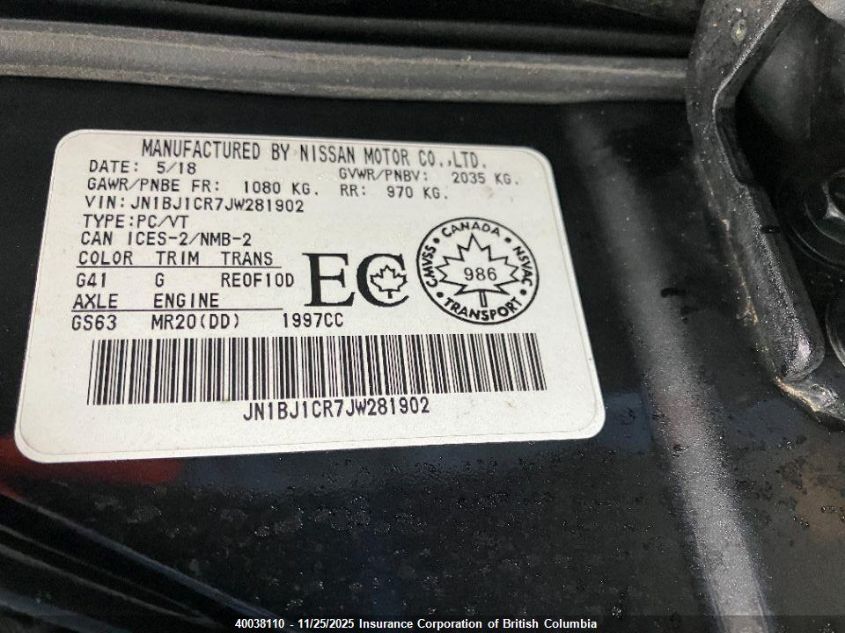 MANUFACTURED BY NISSAN MOTOR CO.,LTD.
DATE: 5/18 GVWR/PNBV: 2035 KG.
GAWR/PNBE FR: 1080 KG. RR: 970 KG.
VIN: JN1BJ1CR7JW281902
TYPE: PC/VT
CAN ICES-2/NMB-2
COLOR TRIM TRANS
G41 G RE0F10D
AXLE ENGINE
GS63 MR20(DD) 1997CC
EC
CANADA
CMVSS 986 NSVAC
TRANSPORT
JN1BJ1CR7JW281902
40038110 - 11/25/2025 Insurance Corporation of British Columbia